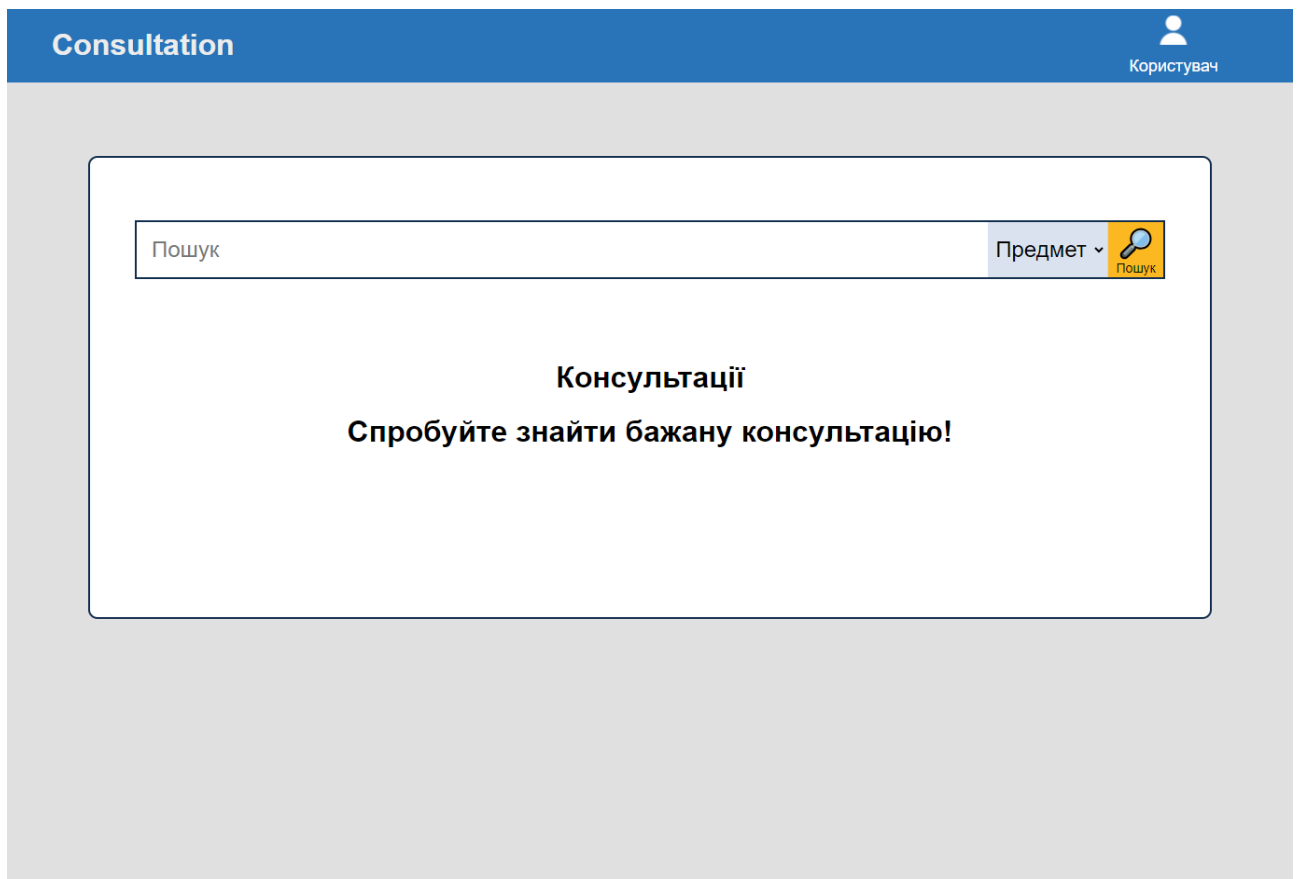 Consultation
Користувач
Пошук
Предмет
Пошук
Консультації
Спробуйте знайти бажану консультацію!